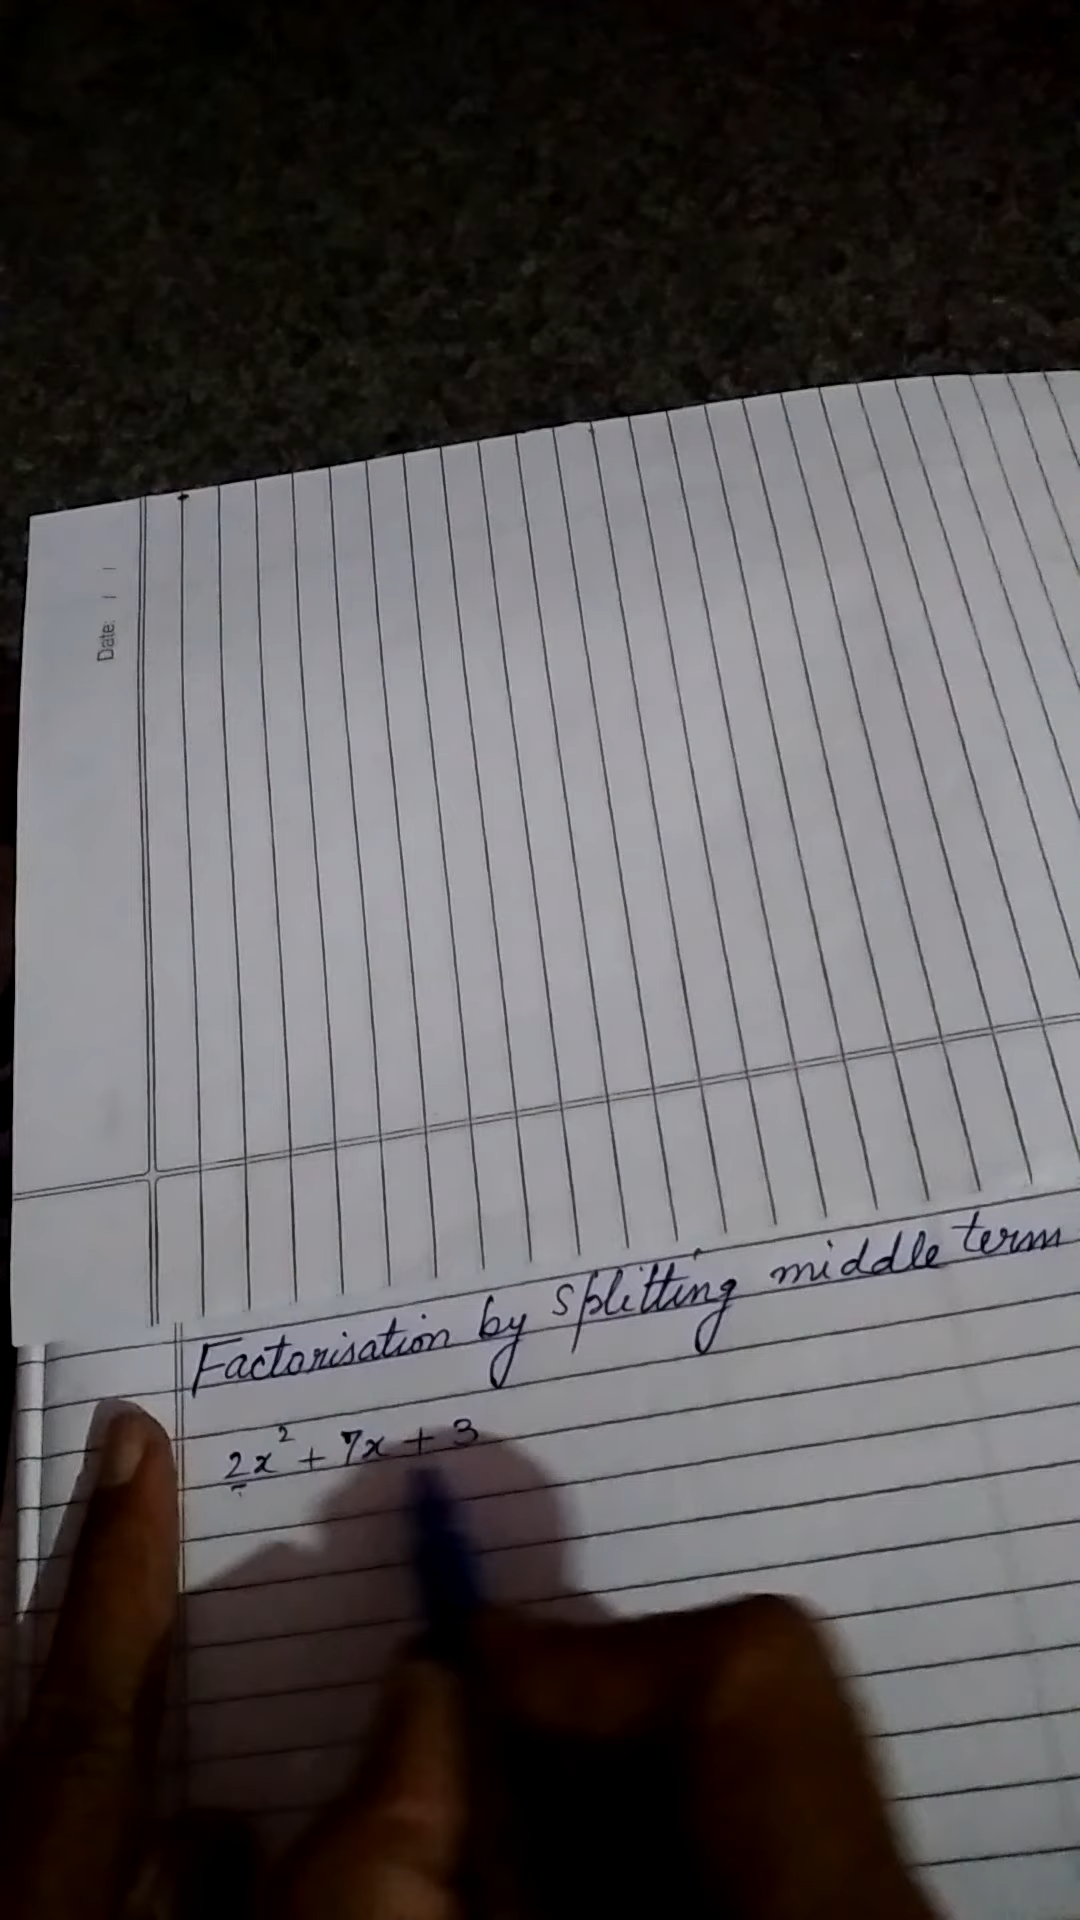 Date: / /
Factorisation by splitting middle term
2x² + 7x + 3